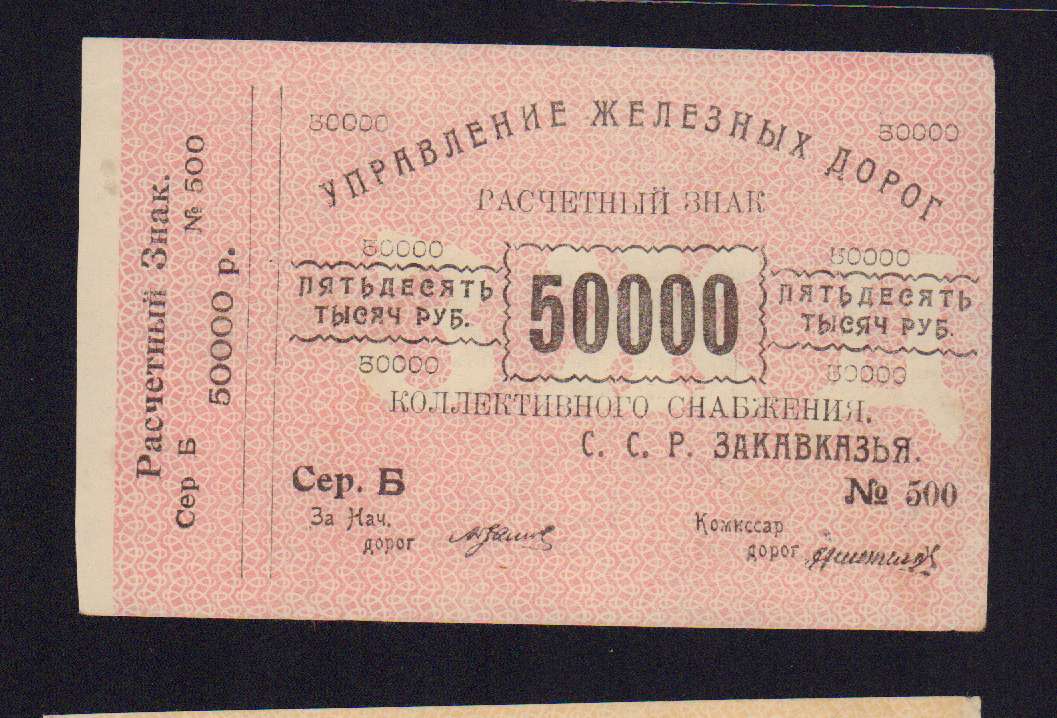 Расчетный Знак.
Сер Б № 500
50000 р.
50000
50000
УПРАВЛЕНИЕ ЖЕЛЕЗНЫХ ДОРОГ
РАСЧЕТНЫЙ ЗНАК
50000
50000
ПЯТЬДЕСЯТЬ
ТЫСЯЧ РУБ.
50000
ПЯТЬДЕСЯТЬ
ТЫСЯЧ РУБ.
50000
50000
КОЛЛЕКТИВНОГО СНАБЖЕНИЯ.
С. С. Р. ЗАКАВКАЗЬЯ.
Сер. Б
№ 500
За Нач.
дорог
Комиссар
дорог